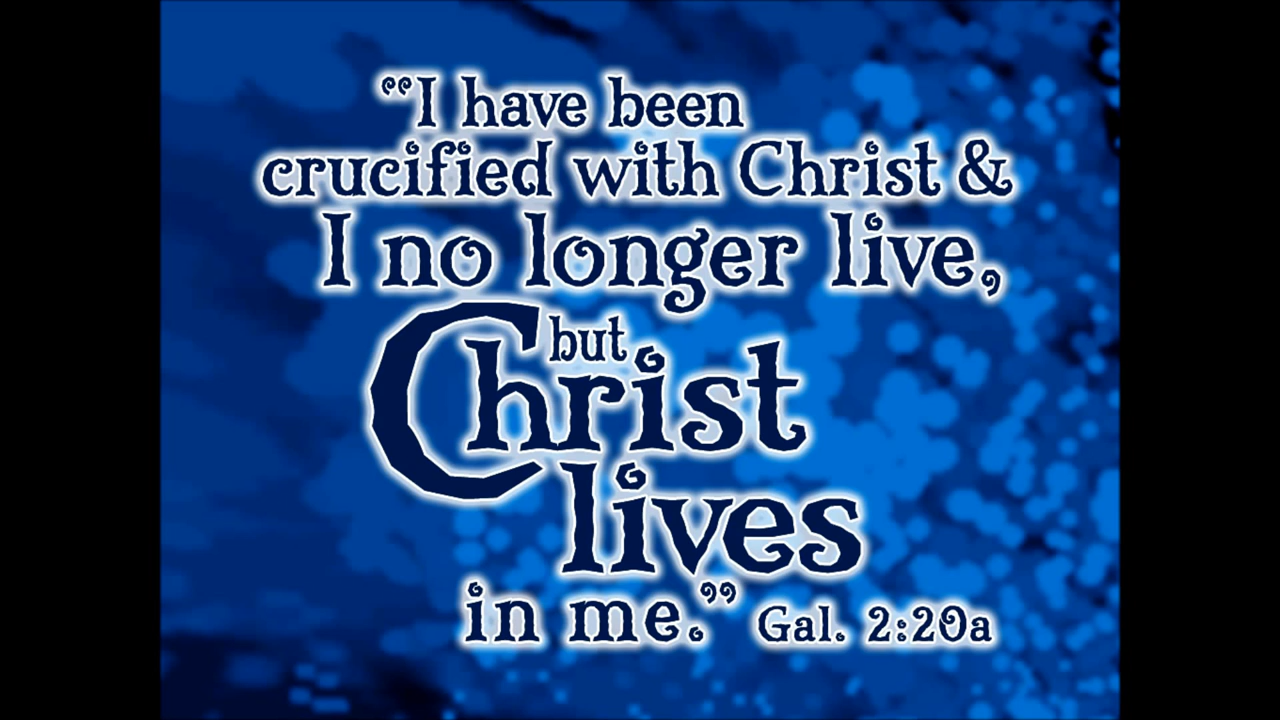 “I have been
crucified with Christ &
I no longer live,
but
Christ
lives
in me.” Gal. 2:20a